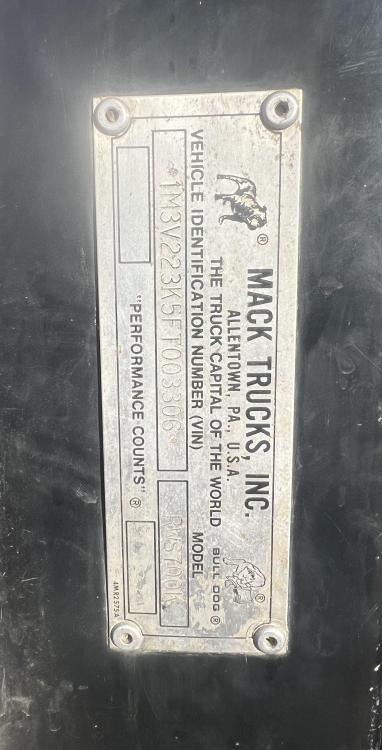 MACK TRUCKS, INC.
ALLENTOWN, PA., U.S.A.
THE TRUCK CAPITAL OF THE WORLD
BULL DOG ®
VEHICLE IDENTIFICATION NUMBER (VIN)
MODEL
*1M3V223K5FT003306*
"PERFORMANCE COUNTS" ®
4MR2575A